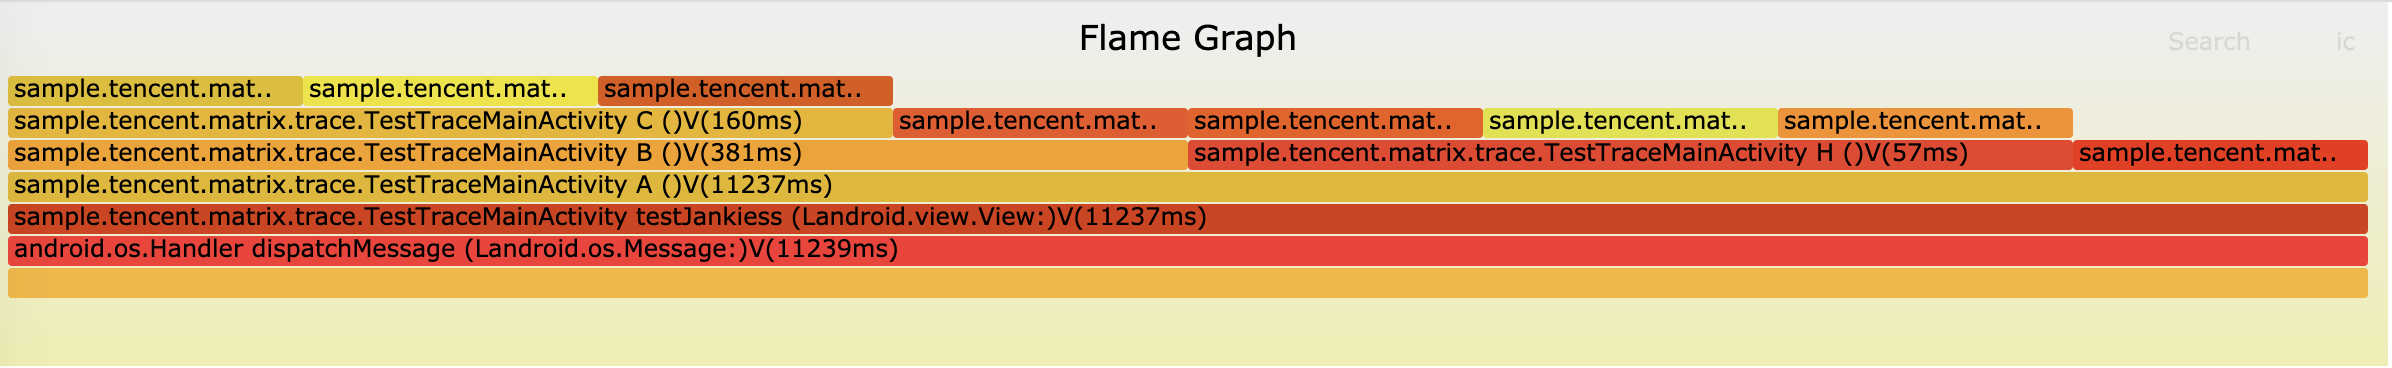 Flame Graph
Search ic
sample.tencent.mat.. sample.tencent.mat.. sample.tencent.mat..
sample.tencent.matrix.trace.TestTraceMainActivity C ()V(160ms) sample.tencent.mat.. sample.tencent.mat.. sample.tencent.mat.. sample.tencent.mat..
sample.tencent.matrix.trace.TestTraceMainActivity B ()V(381ms) sample.tencent.matrix.trace.TestTraceMainActivity H ()V(57ms) sample.tencent.mat..
sample.tencent.matrix.trace.TestTraceMainActivity A ()V(11237ms)
sample.tencent.matrix.trace.TestTraceMainActivity testJankiess (Landroid.view.View:)V(11237ms)
android.os.Handler dispatchMessage (Landroid.os.Message:)V(11239ms)